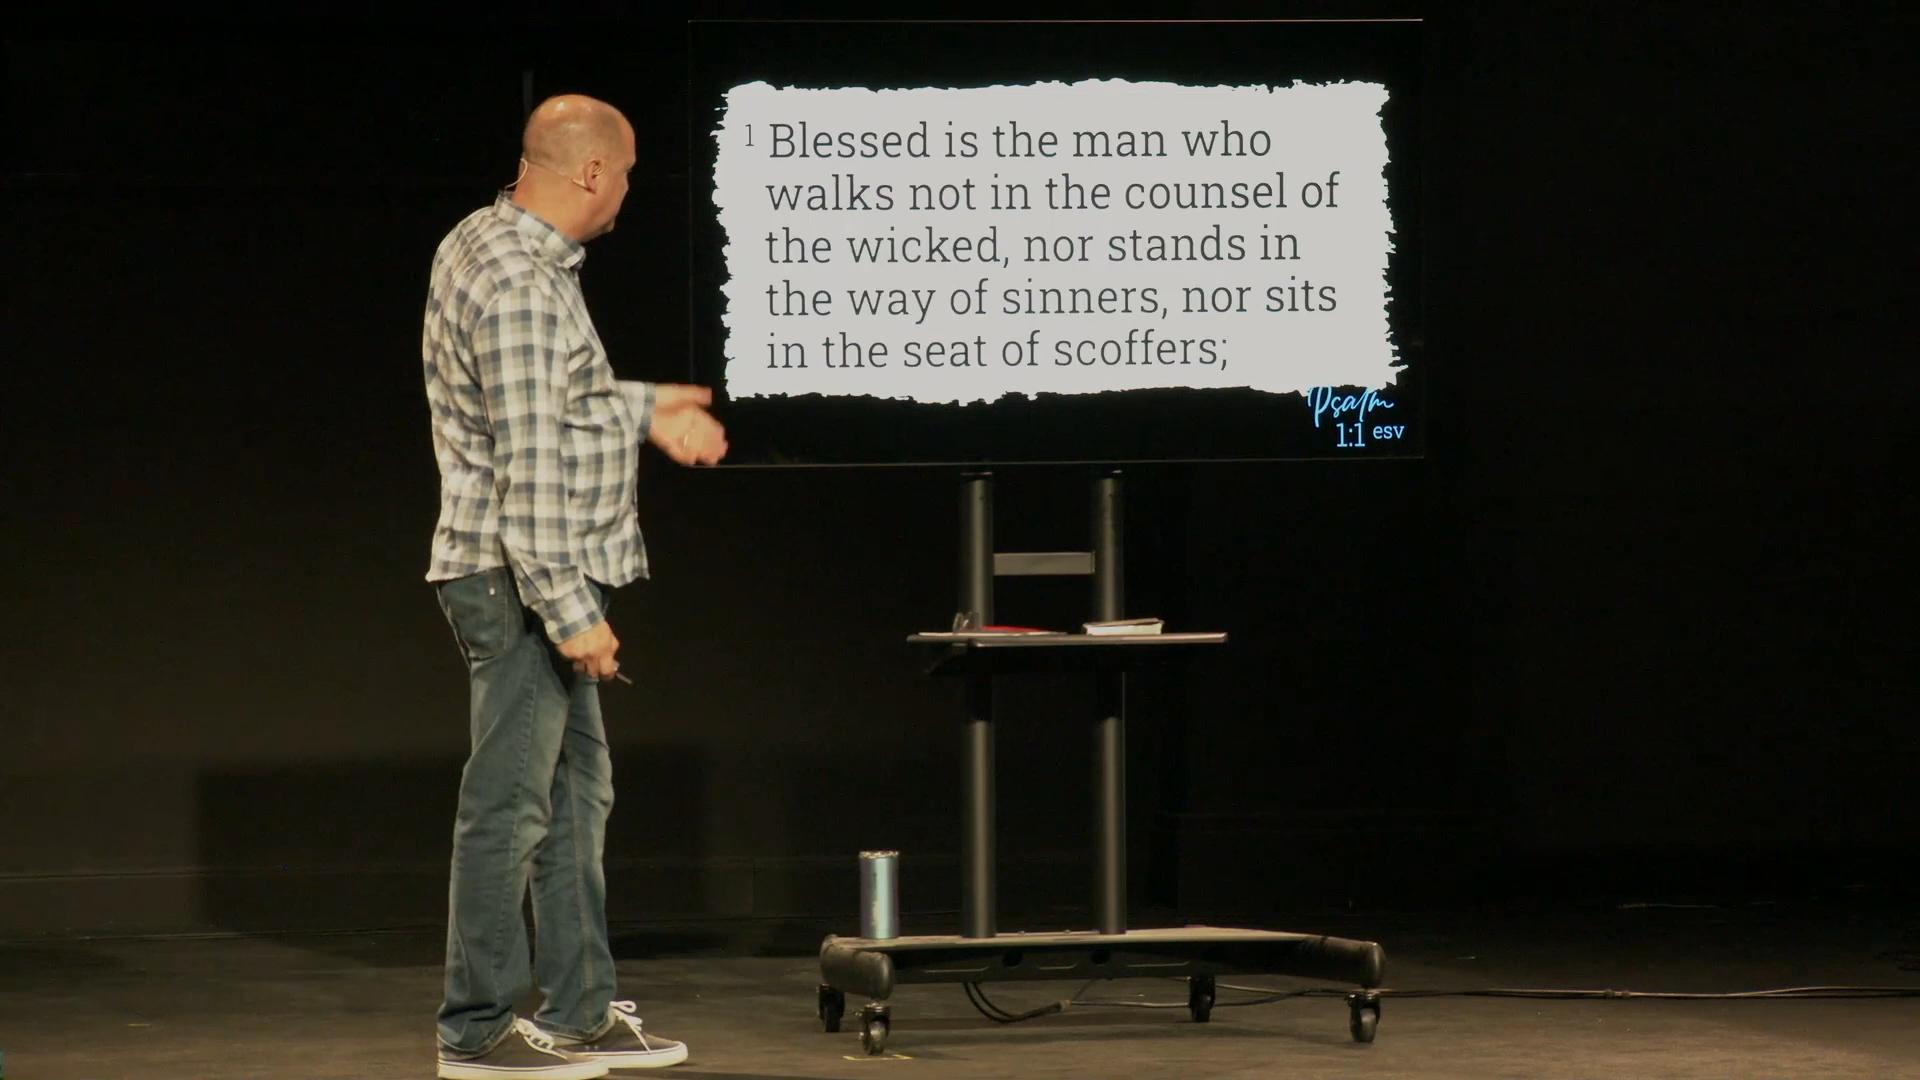 1 Blessed is the man who
walks not in the counsel of
the wicked, nor stands in
the way of sinners, nor sits
in the seat of scoffers;
Psalm
1:1 esv